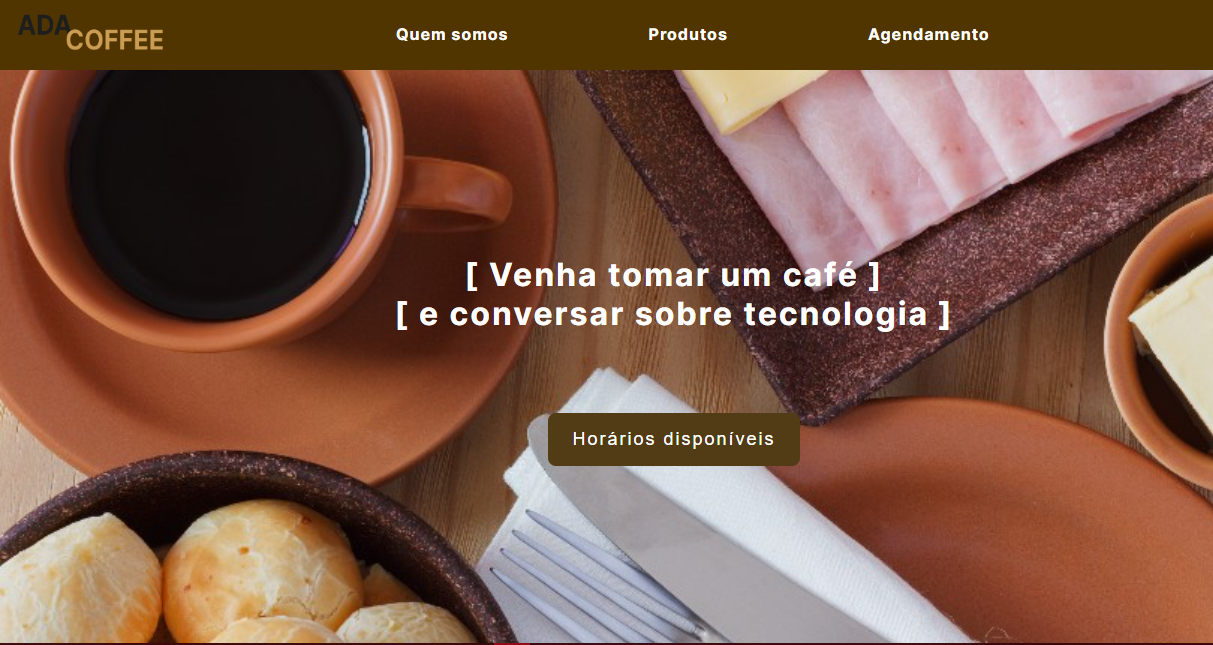 ADA
COFFEE
Quem somos
Produtos
Agendamento
[ Venha tomar um café ]
[ e conversar sobre tecnologia ]
Horários disponíveis